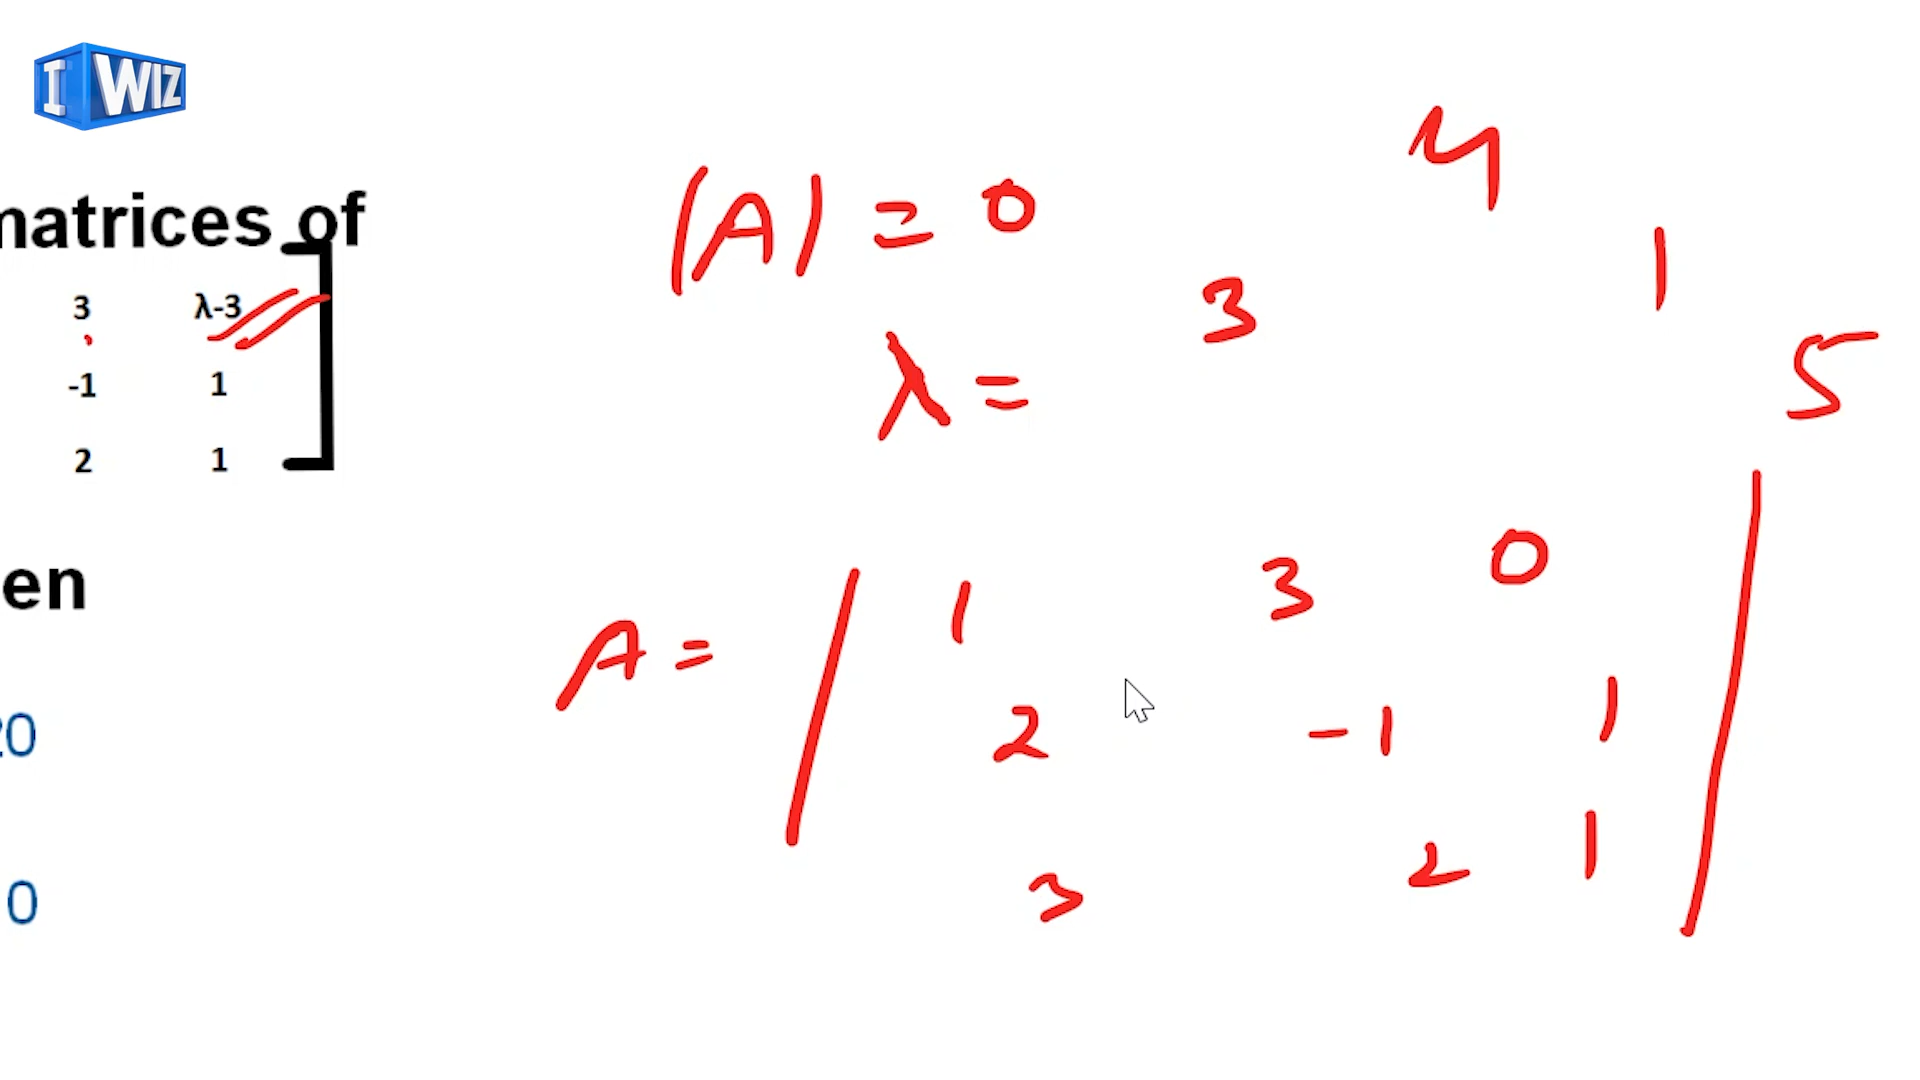 I WIZ
matrices of
3 λ-3
-1 1
2 1
en
20
0
|A| = 0
λ =
4
3
1
5
A = | 1 3 0 |
2 -1 1
3 2 1